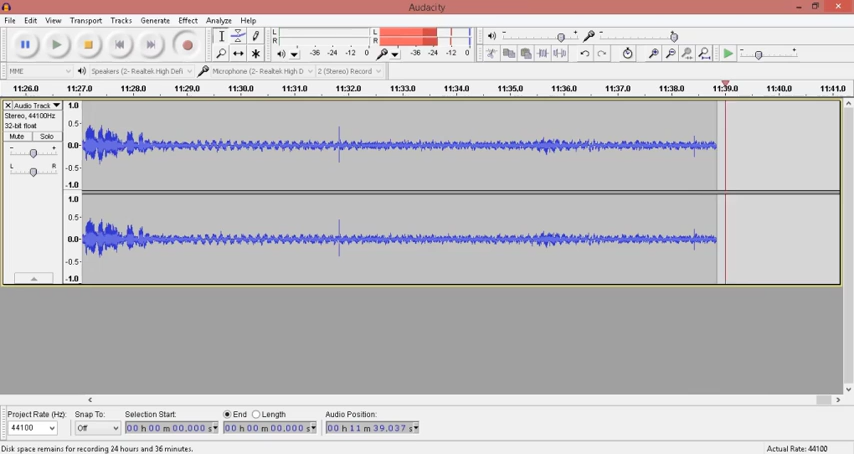 Audacity
File Edit View Transport Tracks Generate Effect Analyze Help
L
R
-36 -24 -12 0
L
R
-36 -24 -12 0
MME Speakers (2- Realtek High Defi Microphone (2- Realtek High D 2 (Stereo) Record
11:26.0 11:27.0 11:28.0 11:29.0 11:30.0 11:31.0 11:32.0 11:33.0 11:34.0 11:35.0 11:36.0 11:37.0 11:38.0 11:39.0 11:40.0 11:41.0
Audio Track
Stereo, 44100Hz
32-bit float
Mute Solo
- +
L R
1.0
0.5
0.0
-0.5
-1.0
1.0
0.5
0.0
-0.5
-1.0
Project Rate (Hz): Snap To: Selection Start: End Length Audio Position:
44100 Off 00 h 00 m 00.000 s 00 h 00 m 00.000 s 00 h 11 m 39.037 s
Disk space remains for recording 24 hours and 36 minutes. Actual Rate: 44100